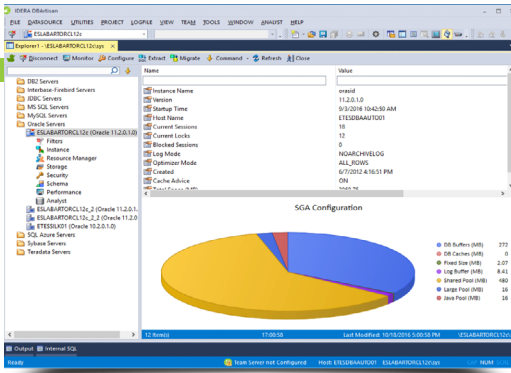 IDERA DBArtisan
FILE DATASOURCE UTILITIES PROJECT LOGFILE VIEW TEAM TOOLS WINDOW ANALYST HELP
ESLABARTORCL12c
Explorer1 - \ESLABARTORCL12c\sys
Disconnect Monitor Configure Extract Migrate Command Refresh Close
Name Value
DB2 Servers
Interbase-Firebird Servers
JDBC Servers
MS SQL Servers
MySQL Servers
Oracle Servers
ESLABARTORCL12c (Oracle 11.2.0.1.0)
Filters
Instance
Resource Manager
Storage
Security
Schema
Performance
Analyst
ESLABARTORCL12c_2 (Oracle 11.2.0.1.
ESLABARTORCL12c_2_2 (Oracle 11.2.0
ETESSILK01 (Oracle 10.2.0.1.0)
SQL Azure Servers
Sybase Servers
Teradata Servers
Instance Name orasid
Version 11.2.0.1.0
Up Since 9/3/2016 10:42:50 AM
Host Name ETESDBAAUTO01
Current Sessions 18
Current Locks 12
Blocked Sessions 0
Log Mode NOARCHIVELOG
Optimizer Mode ALL_ROWS
Created 6/7/2012 4:16:51 PM
Cache Advice ON
SGA Configuration
DB Buffers (MB) 272
DB Caches (MB) 0
Fixed Size (MB) 2.07
Log Buffer (MB) 8.41
Shared Pool (MB) 480
Large Pool (MB) 16
Java Pool (MB) 16
12 Item(s) 17:00:58 Last Modified: 10/18/2016 5:00:58 PM \ESLABARTORCL12c
Output Internal SQL
Ready Team Server not Configured Host: ETESDBAAUTO01 ESLABARTORCL12c\sys CAP NUM